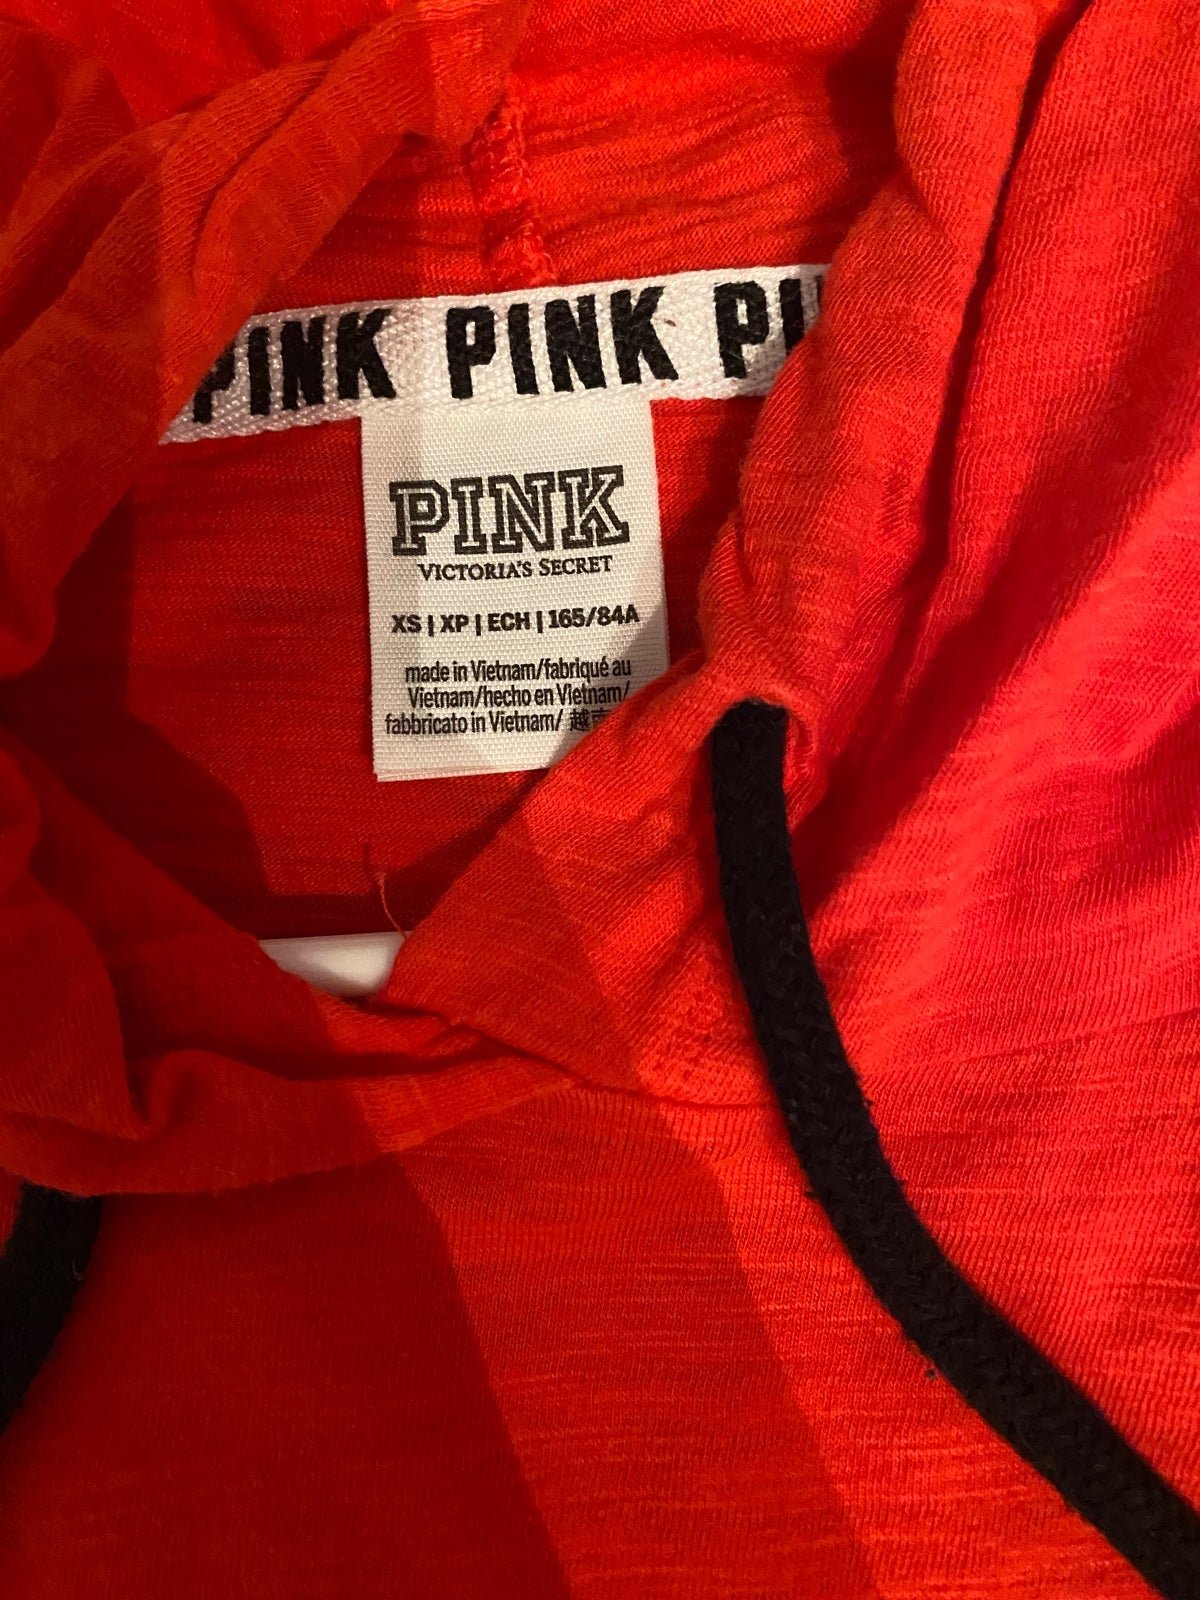 PINK PINK PI
PINK
VICTORIA'S SECRET
XS | XP | ECH | 165/84A
made in Vietnam/fabriqué au
Vietnam/hecho en Vietnam/
fabbricato in Vietnam/ 越